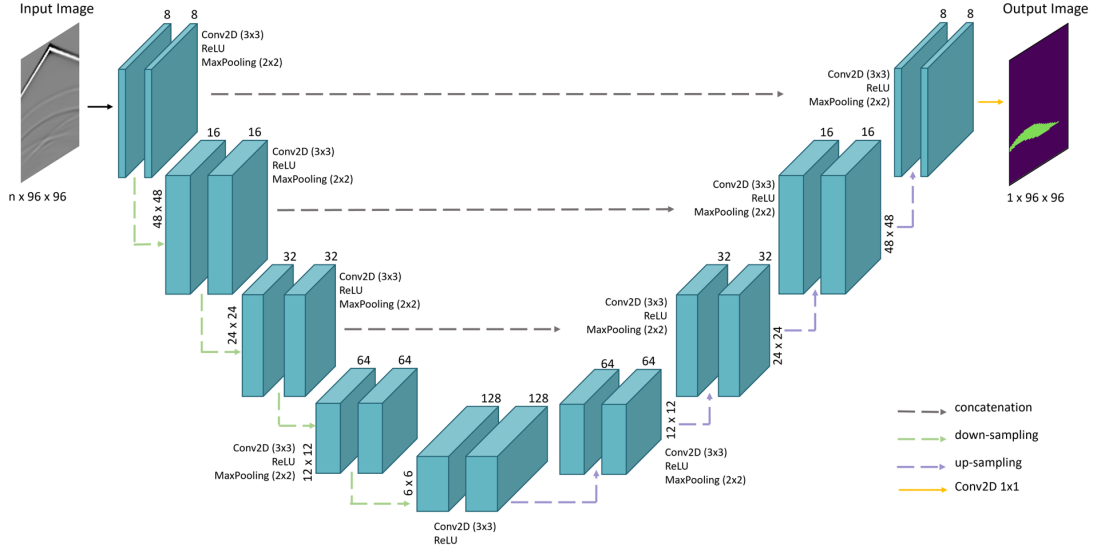 Input Image
n x 96 x 96
8 8
Conv2D (3x3)
ReLU
MaxPooling (2x2)
16 16
48 x 48
Conv2D (3x3)
ReLU
MaxPooling (2x2)
32 32
24 x 24
Conv2D (3x3)
ReLU
MaxPooling (2x2)
64 64
12 x 12
Conv2D (3x3)
ReLU
MaxPooling (2x2)
128 128
6 x 6
Conv2D (3x3)
ReLU
64 64
12 x 12
Conv2D (3x3)
ReLU
MaxPooling (2x2)
32 32
24 x 24
Conv2D (3x3)
ReLU
MaxPooling (2x2)
16 16
48 x 48
Conv2D (3x3)
ReLU
MaxPooling (2x2)
8 8
Conv2D (3x3)
ReLU
MaxPooling (2x2)
Output Image
1 x 96 x 96
concatenation
down-sampling
up-sampling
Conv2D 1x1